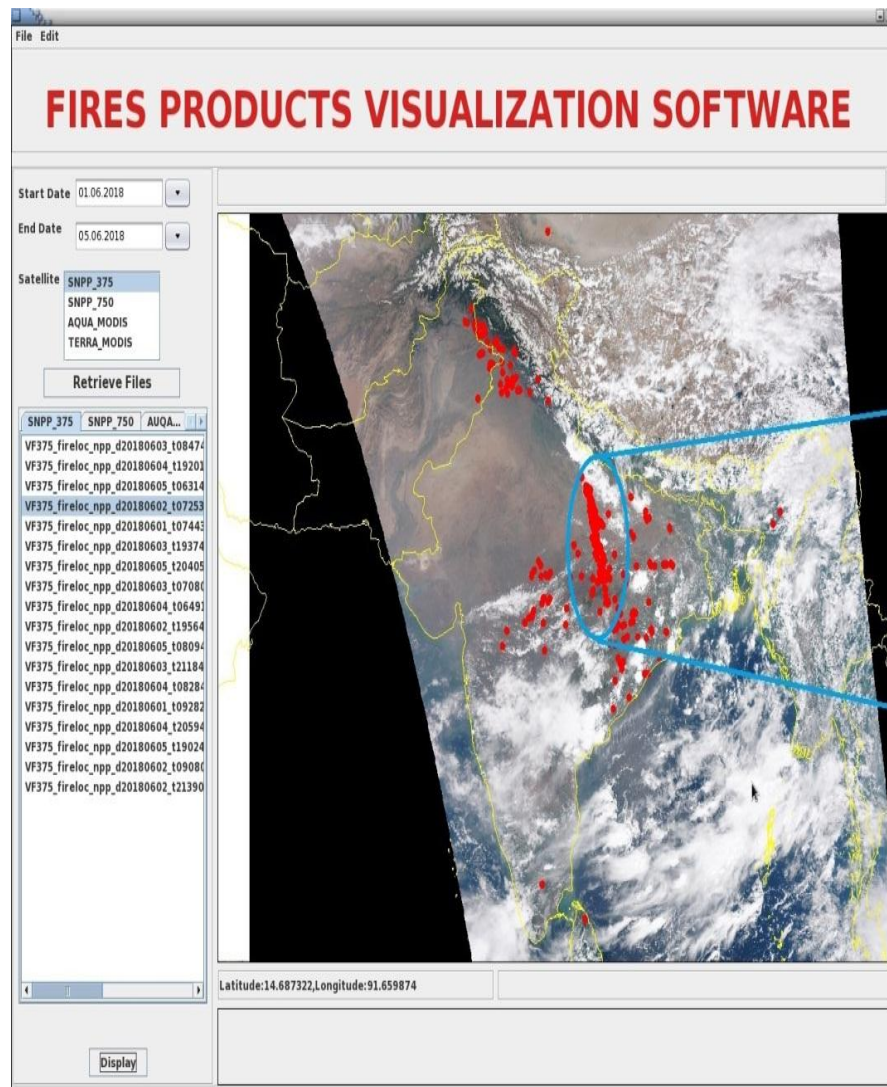 File Edit
FIRES PRODUCTS VISUALIZATION SOFTWARE
Start Date 01.06.2018
End Date 05.06.2018
Satellite SNPP_375
SNPP_750
AQUA_MODIS
TERRA_MODIS
Retrieve Files
SNPP_375 SNPP_750 AUQA...
VF375_fireloc_npp_d20180603_t08474
VF375_fireloc_npp_d20180604_t19201
VF375_fireloc_npp_d20180605_t06314
VF375_fireloc_npp_d20180602_t07253
VF375_fireloc_npp_d20180601_t07443
VF375_fireloc_npp_d20180603_t19374
VF375_fireloc_npp_d20180605_t20405
VF375_fireloc_npp_d20180603_t07080
VF375_fireloc_npp_d20180604_t06491
VF375_fireloc_npp_d20180602_t19564
VF375_fireloc_npp_d20180605_t08094
VF375_fireloc_npp_d20180603_t21184
VF375_fireloc_npp_d20180604_t08284
VF375_fireloc_npp_d20180601_t09282
VF375_fireloc_npp_d20180604_t20594
VF375_fireloc_npp_d20180605_t19024
VF375_fireloc_npp_d20180602_t09080
VF375_fireloc_npp_d20180602_t21390
Latitude:14.687322,Longitude:91.659874
Display